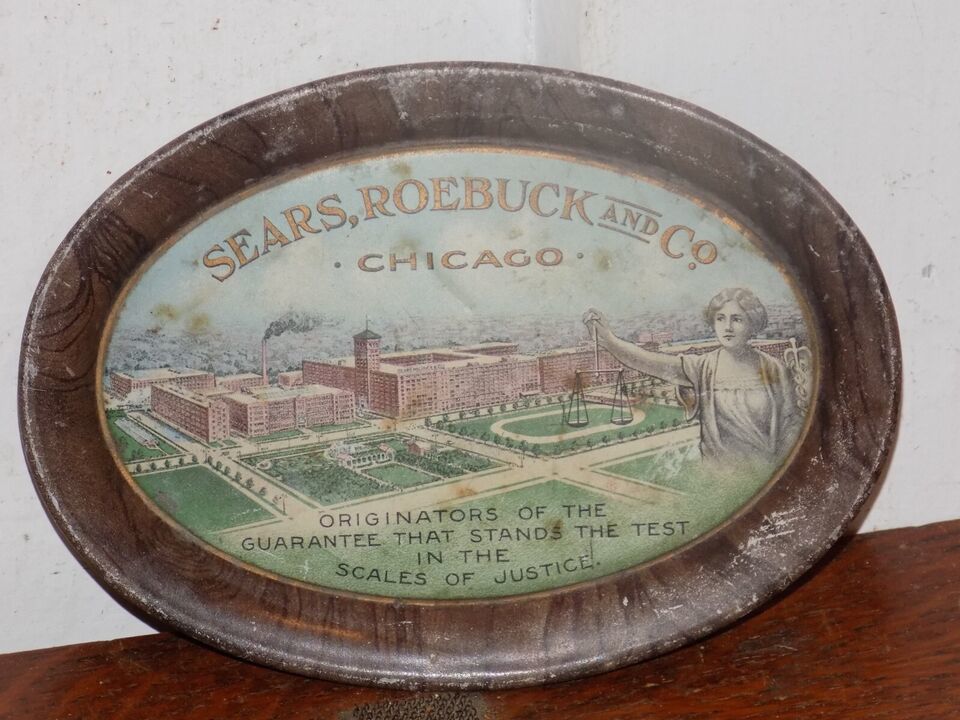 SEARS, ROEBUCK AND Co.
· CHICAGO ·
ORIGINATORS OF THE
GUARANTEE THAT STANDS THE TEST
IN THE
SCALES OF JUSTICE.